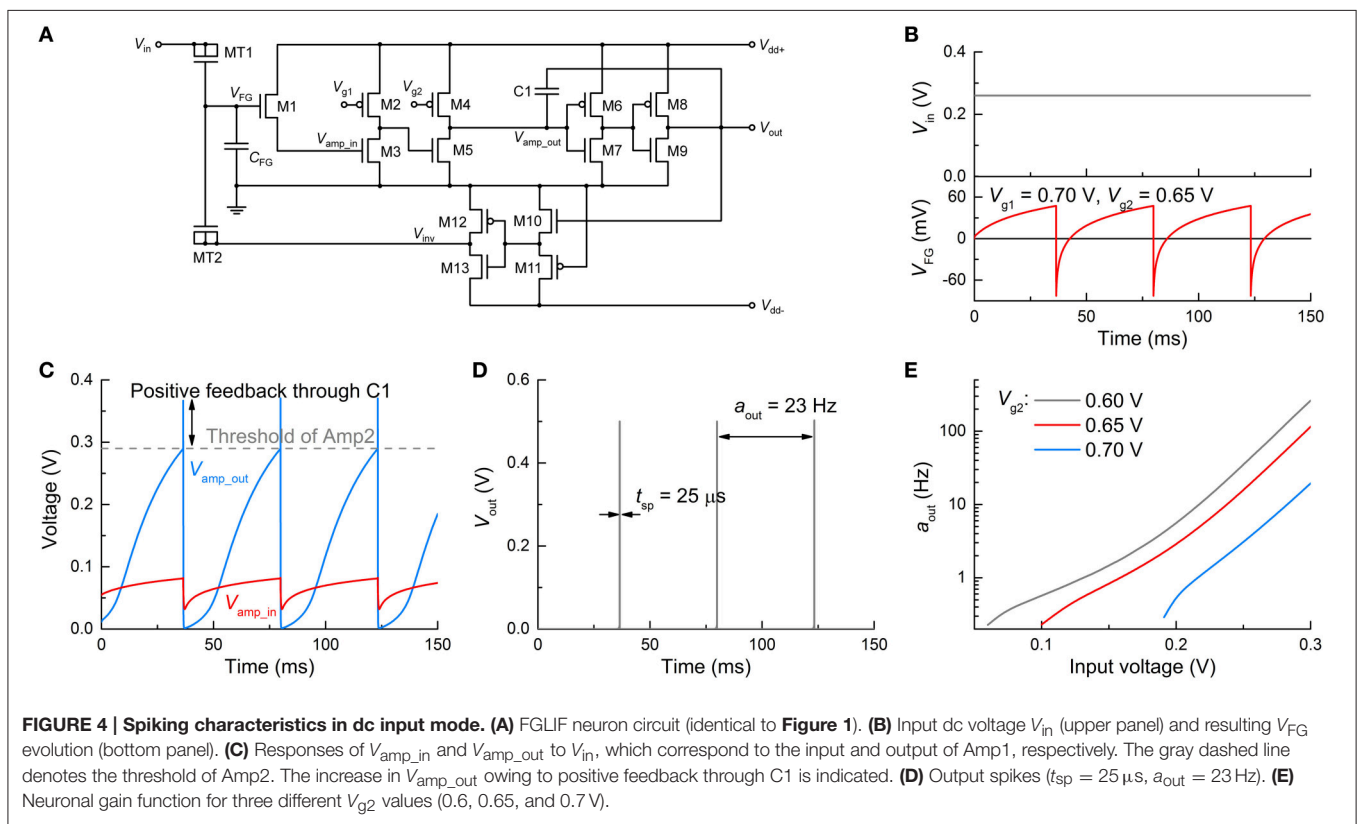 A
V_in
MT1
V_dd+
V_FG
M1
V_g1
M2
V_g2
M4
C1
M6
M8
V_out
C_FG
V_amp_in
M3
M5
V_amp_out
M7
M9
M12
M10
V_inv
M13
M11
MT2
V_dd-
B
V_in (V)
0.4
0.2
0.0
V_g1 = 0.70 V, V_g2 = 0.65 V
V_FG (mV)
60
0
-60
0 50 100 150
Time (ms)
C
Voltage (V)
0.4
0.3
0.2
0.1
0.0
Positive feedback through C1
Threshold of Amp2
V_amp_out
V_amp_in
0 50 100 150
Time (ms)
D
V_out (V)
0.6
0.4
0.2
0.0
a_out = 23 Hz
t_sp = 25 μs
0 50 100 150
Time (ms)
E
a_out (Hz)
100
10
1
V_g2:
0.60 V
0.65 V
0.70 V
0.1 0.2 0.3
Input voltage (V)
FIGURE 4 | Spiking characteristics in dc input mode. (A) FGLIF neuron circuit (identical to Figure 1). (B) Input dc voltage V_in (upper panel) and resulting V_FG
evolution (bottom panel). (C) Responses of V_amp_in and V_amp_out to V_in, which correspond to the input and output of Amp1, respectively. The gray dashed line
denotes the threshold of Amp2. The increase in V_amp_out owing to positive feedback through C1 is indicated. (D) Output spikes (t_sp = 25 μs, a_out = 23 Hz). (E)
Neuronal gain function for three different V_g2 values (0.6, 0.65, and 0.7 V).